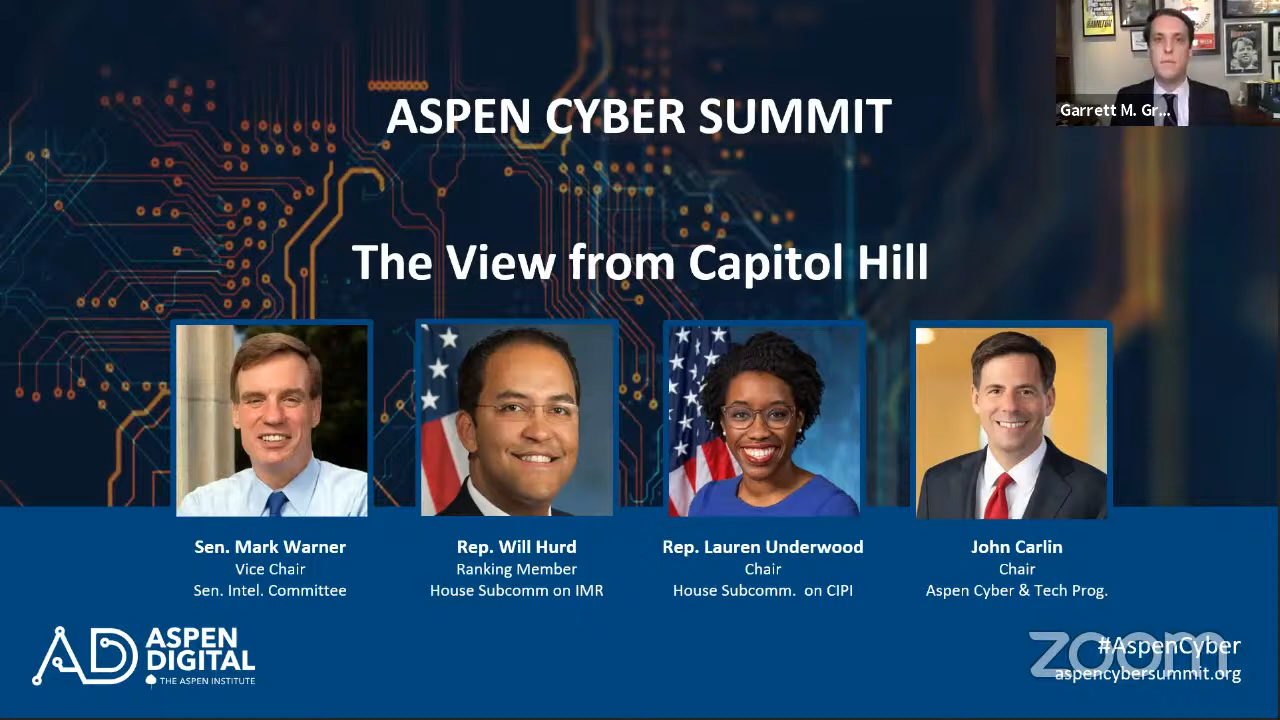 HAMILTON
Garrett M. Gr...
ASPEN CYBER SUMMIT
The View from Capitol Hill
Sen. Mark Warner
Vice Chair
Sen. Intel. Committee
Rep. Will Hurd
Ranking Member
House Subcomm on IMR
Rep. Lauren Underwood
Chair
House Subcomm. on CIPI
John Carlin
Chair
Aspen Cyber & Tech Prog.
AD ASPEN
DIGITAL
THE ASPEN INSTITUTE
zoom
#AspenCyber
aspencybersummit.org